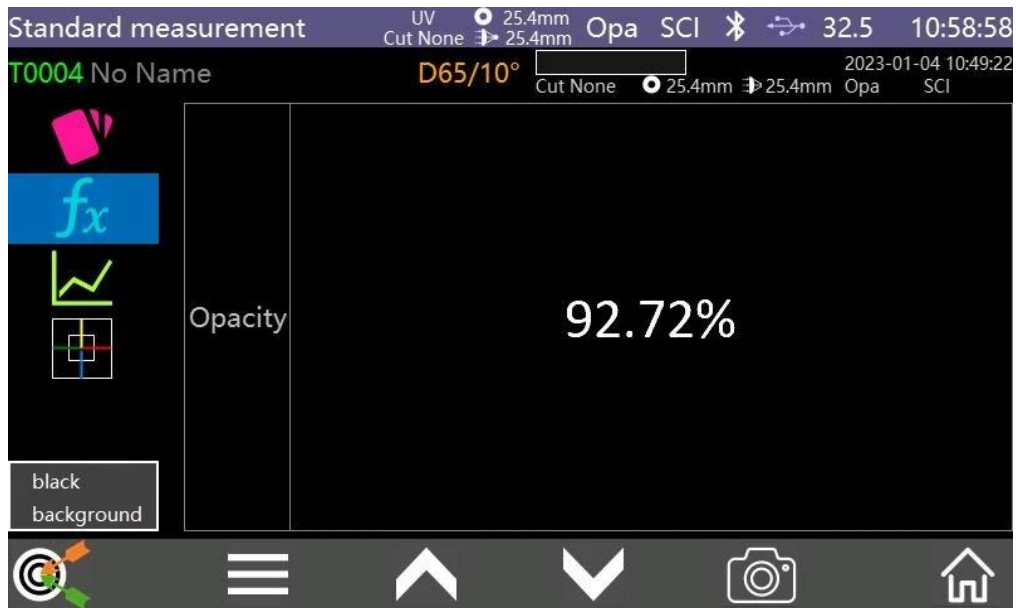 Standard measurement
UV
Cut None
25.4mm
25.4mm
Opa
SCI
32.5
10:58:58
T0004 No Name
D65/10°
Cut None
25.4mm
25.4mm
2023-01-04 10:49:22
Opa
SCI
fx
Opacity
92.72%
black
background